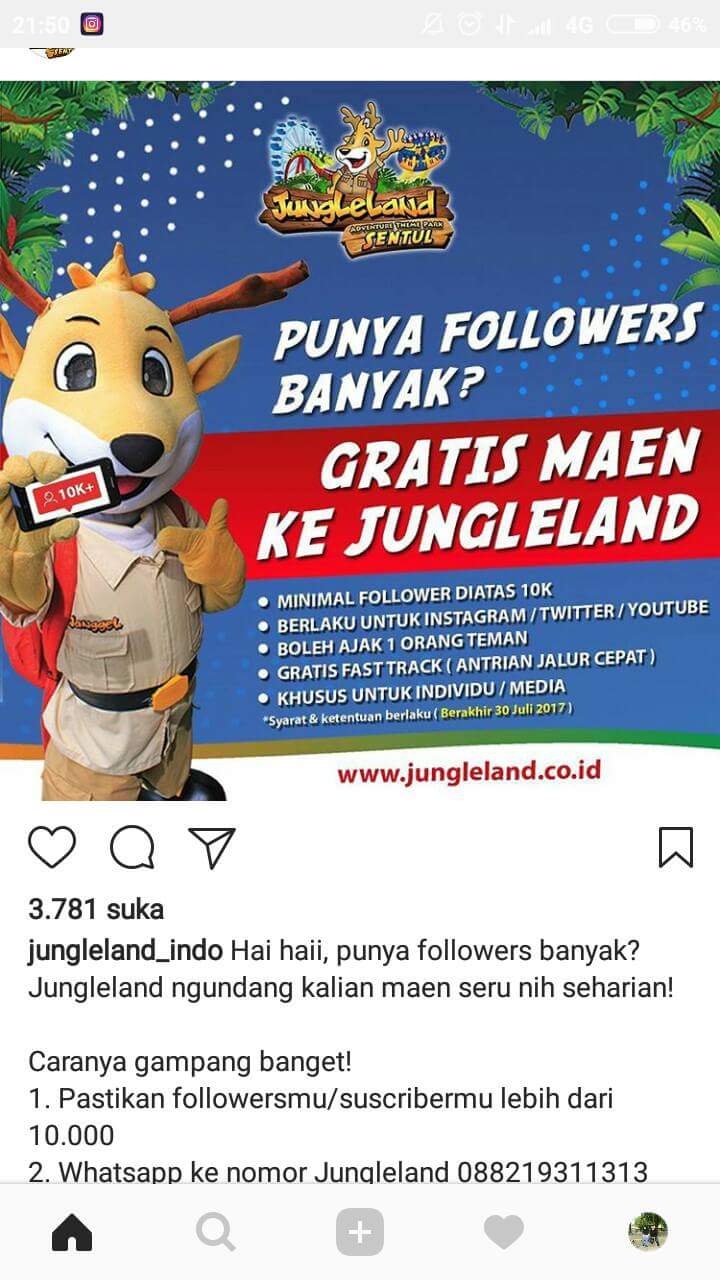 21:50
4G
46%
JUNGLELAND
ADVENTURE THEME PARK
SENTUL
PUNYA FOLLOWERS
BANYAK?
GRATIS MAEN
KE JUNGLELAND
10K+
Janggel
• MINIMAL FOLLOWER DIATAS 10K
• BERLAKU UNTUK INSTAGRAM / TWITTER / YOUTUBE
• BOLEH AJAK 1 ORANG TEMAN
• GRATIS FAST TRACK ( ANTRIAN JALUR CEPAT )
• KHUSUS UNTUK INDIVIDU / MEDIA
*Syarat & ketentuan berlaku ( Berakhir 30 Juli 2017 )
www.jungleland.co.id
3.781 suka
jungleland_indo Hai haii, punya followers banyak?
Jungleland ngundang kalian maen seru nih seharian!
Caranya gampang banget!
1. Pastikan followersmu/suscribermu lebih dari
10.000
2. Whatsapp ke nomor Jungleland 088219311313